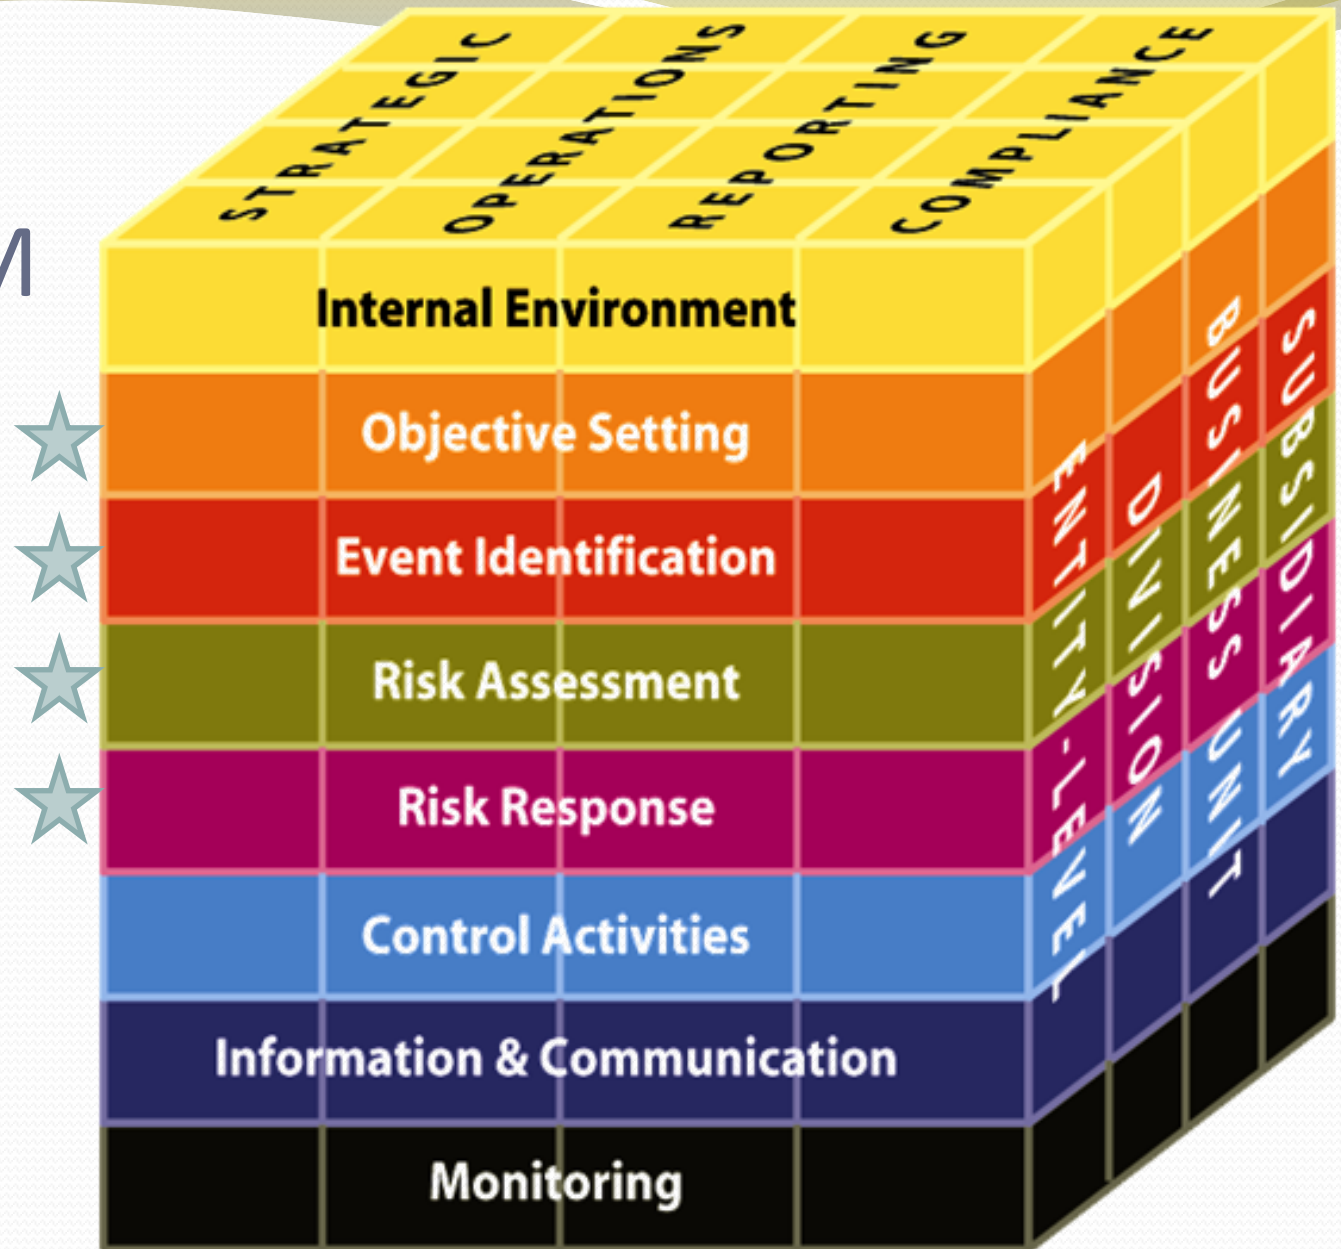 STRATEGIC
OPERATIONS
REPORTING
COMPLIANCE
M
Internal Environment
Objective Setting
Event Identification
Risk Assessment
Risk Response
Control Activities
Information & Communication
Monitoring
ENTITY-LEVEL
DIVISION
BUSINESS UNIT
SUBSIDIARY